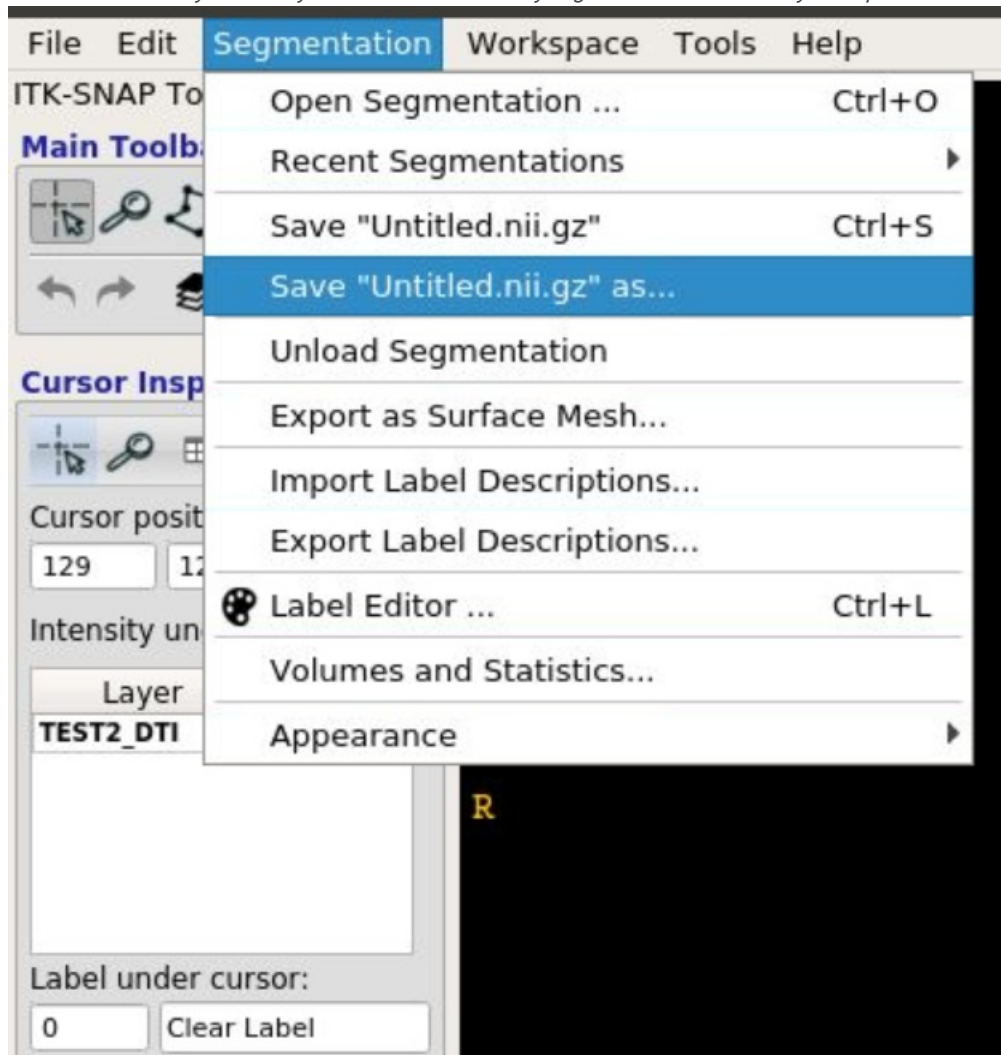 File Edit Segmentation Workspace Tools Help
ITK-SNAP To
Main Toolb
Open Segmentation ... Ctrl+O
Recent Segmentations
Save "Untitled.nii.gz" Ctrl+S
Save "Untitled.nii.gz" as...
Unload Segmentation
Cursor Insp
Export as Surface Mesh...
Import Label Descriptions...
Cursor posit
Export Label Descriptions...
129 12
Label Editor ... Ctrl+L
Intensity un
Volumes and Statistics...
Layer
TEST2_DTI
Appearance
R
Label under cursor:
0 Clear Label